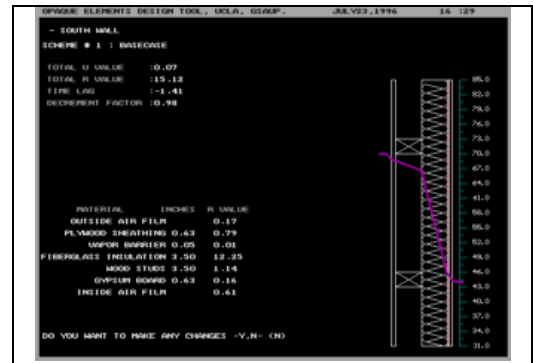 OPAQUE ELEMENTS DESIGN TOOL, UCLA, GSAUP. JULY23,1996 16 :29
- SOUTH WALL
SCHEME # 1 : BASECASE
TOTAL U VALUE :0.07
TOTAL R VALUE :15.12
TIME LAG :-1.41
DECREMENT FACTOR :0.98
MATERIAL INCHES R VALUE
OUTSIDE AIR FILM 0.17
PLYWOOD SHEATHING 0.63 0.79
VAPOR BARRIER 0.05 0.01
FIBERGLASS INSULATION 3.50 12.25
WOOD STUDS 3.50 1.14
GYPSUM BOARD 0.63 0.16
INSIDE AIR FILM 0.61
DO YOU WANT TO MAKE ANY CHANGES -Y,N- (N)
85.0
82.0
79.0
76.0
73.0
70.0
67.0
64.0
61.0
58.0
55.0
52.0
49.0
46.0
43.0
40.0
37.0
34.0
31.0